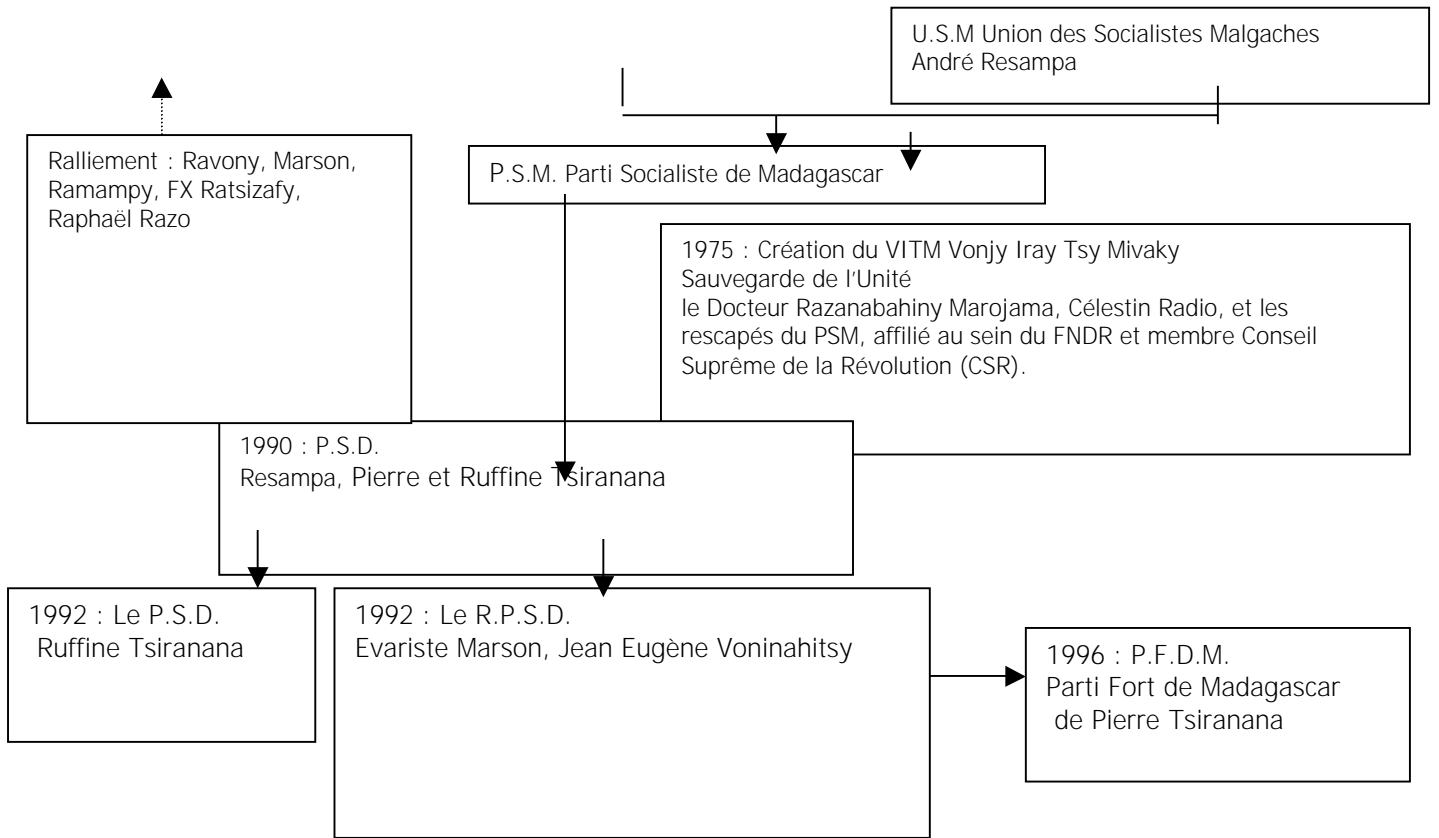 U.S.M Union des Socialistes Malgaches
André Resampa
Ralliement : Ravony, Marson,
Ramampy, FX Ratsizafy,
Raphaël Razo
P.S.M. Parti Socialiste de Madagascar
1975 : Création du VITM Vonjy Iray Tsy Mivaky
Sauvegarde de l'Unité
le Docteur Razanabahiny Marojama, Célestin Radio, et les
rescapés du PSM, affilié au sein du FNDR et membre Conseil
Suprême de la Révolution (CSR).
1990 : P.S.D.
Resampa, Pierre et Ruffine Tsiranana
1992 : Le P.S.D.
Ruffine Tsiranana
1992 : Le R.P.S.D.
Evariste Marson, Jean Eugène Voninahitsy
1996 : P.F.D.M.
Parti Fort de Madagascar
de Pierre Tsiranana